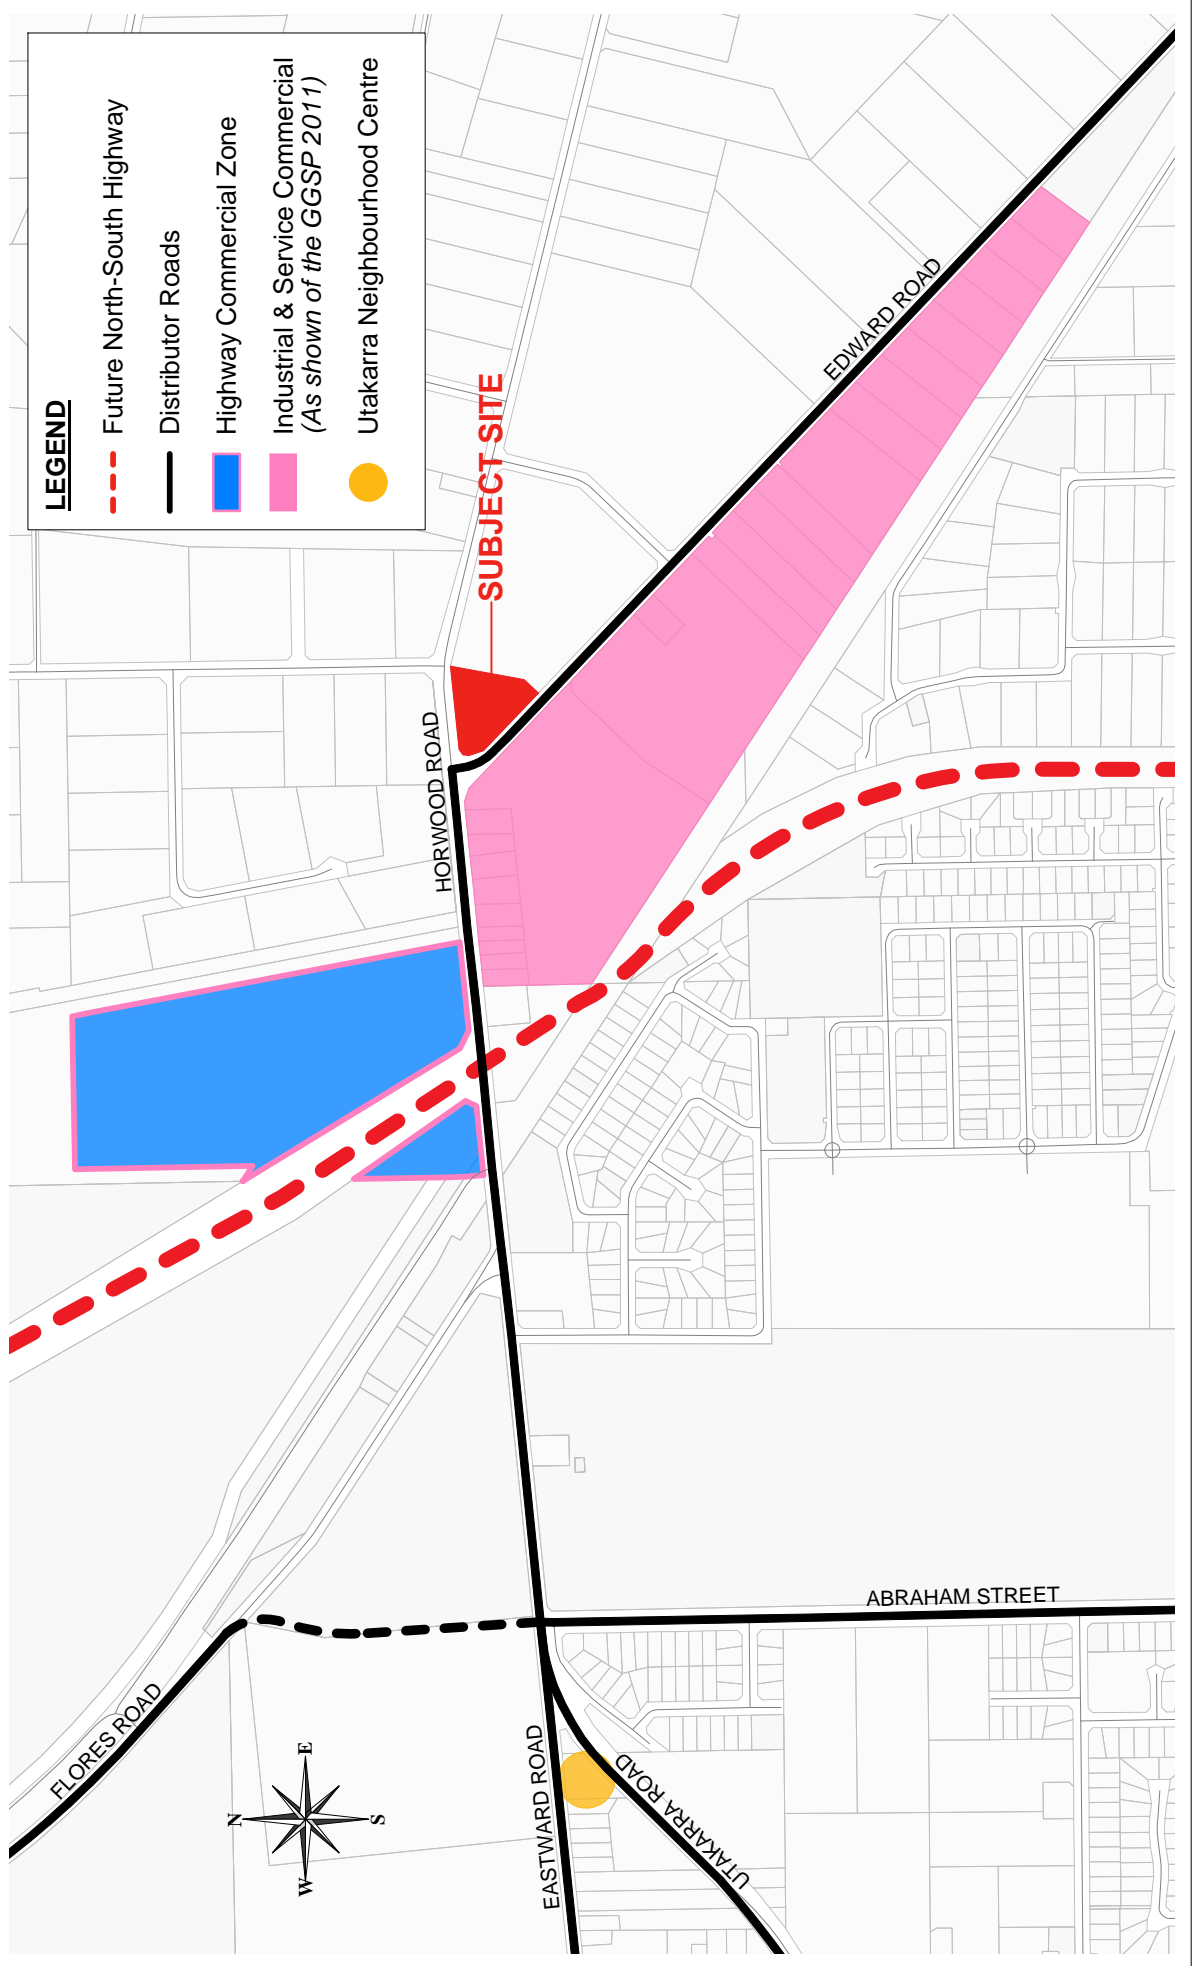 LEGEND
Future North-South Highway
Distributor Roads
Highway Commercial Zone
Industrial & Service Commercial
(As shown of the GGSP 2011)
Utakarra Neighbourhood Centre
SUBJECT SITE
EDWARD ROAD
HORWOOD ROAD
ABRAHAM STREET
FLORES ROAD
EASTWARD ROAD
UTAKARRA ROAD
N
E
S
W